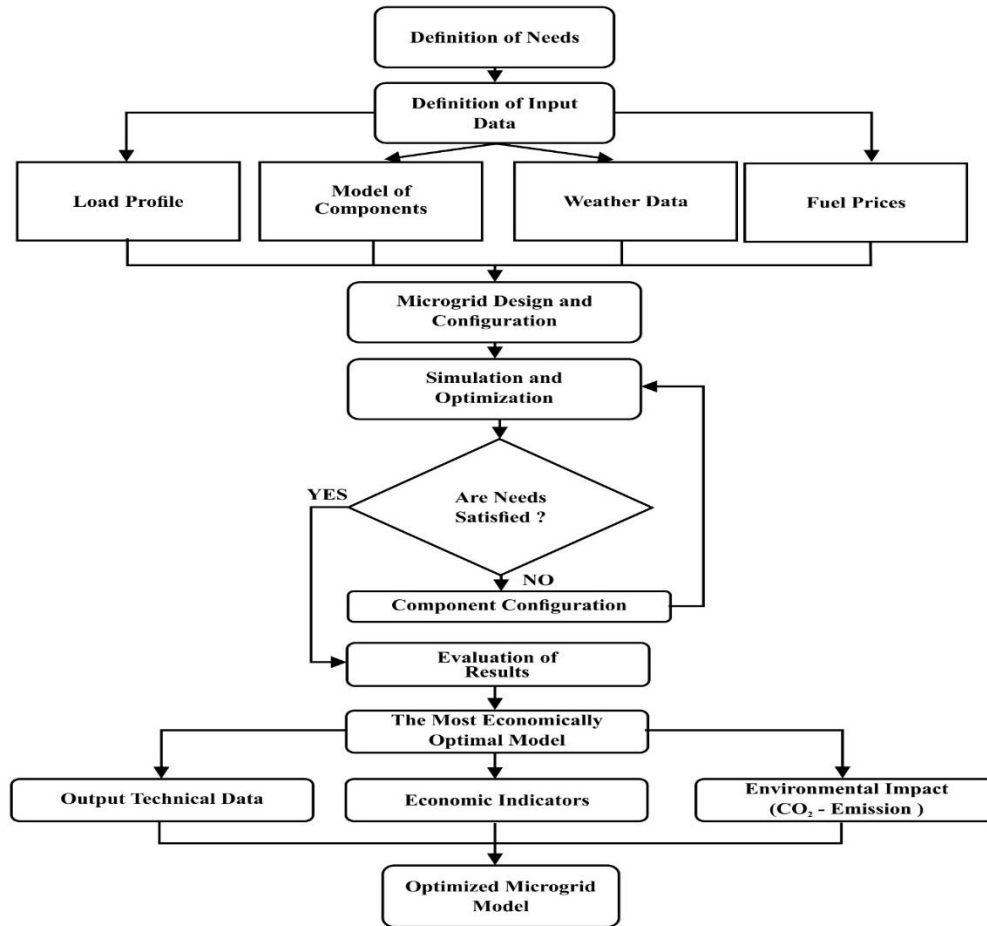 Definition of Needs
Definition of Input
Data
Load Profile
Model of
Components
Weather Data
Fuel Prices
Microgrid Design and
Configuration
Simulation and
Optimization
YES
Are Needs
Satisfied ?
NO
Component Configuration
Evaluation of
Results
The Most Economically
Optimal Model
Output Technical Data
Economic Indicators
Environmental Impact
(CO₂ - Emission )
Optimized Microgrid
Model